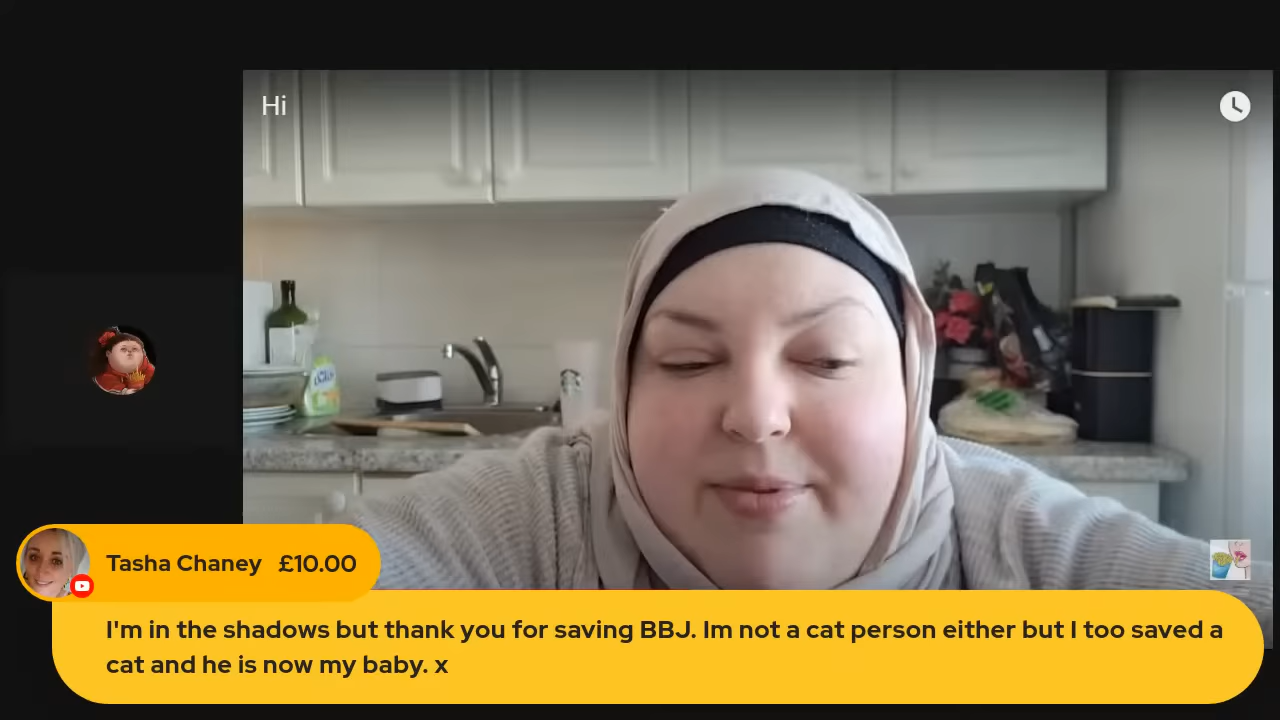 Hi
Tasha Chaney £10.00
I'm in the shadows but thank you for saving BBJ. Im not a cat person either but I too saved a
cat and he is now my baby. x